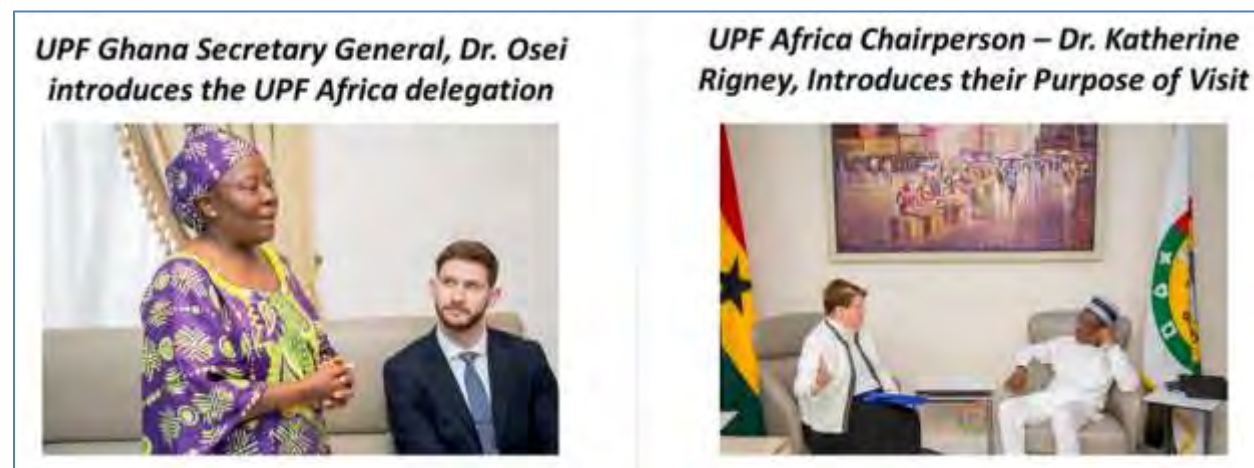 UPF Ghana Secretary General, Dr. Osei
introduces the UPF Africa delegation
UPF Africa Chairperson – Dr. Katherine
Rigney, Introduces their Purpose of Visit